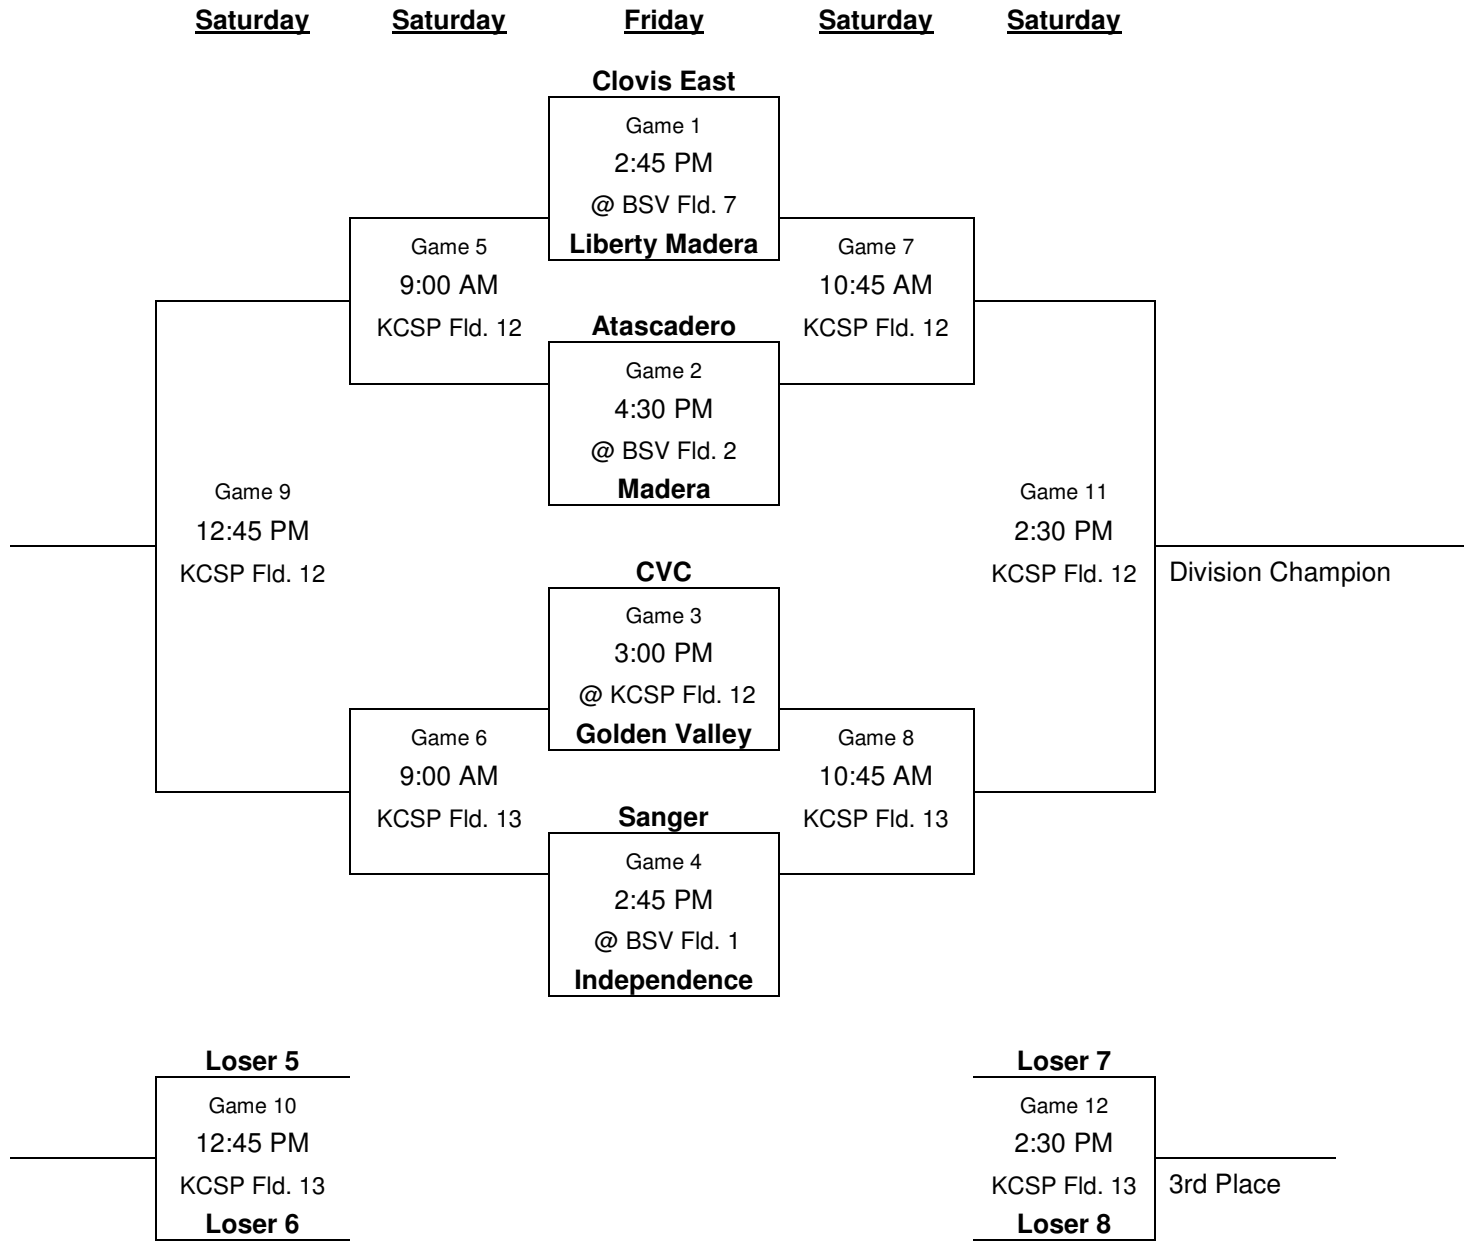 Saturday Saturday Friday Saturday Saturday
Clovis East
Game 1
2:45 PM
@ BSV Fld. 7
Liberty Madera
Game 5
9:00 AM
KCSP Fld. 12
Game 7
10:45 AM
KCSP Fld. 12
Atascadero
Game 2
4:30 PM
@ BSV Fld. 2
Madera
Game 9
12:45 PM
KCSP Fld. 12
Game 11
2:30 PM
KCSP Fld. 12
Division Champion
CVC
Game 3
3:00 PM
@ KCSP Fld. 12
Golden Valley
Game 6
9:00 AM
KCSP Fld. 13
Game 8
10:45 AM
KCSP Fld. 13
Sanger
Game 4
2:45 PM
@ BSV Fld. 1
Independence
Loser 5
Game 10
12:45 PM
KCSP Fld. 13
Loser 6
Loser 7
Game 12
2:30 PM
KCSP Fld. 13
3rd Place
Loser 8